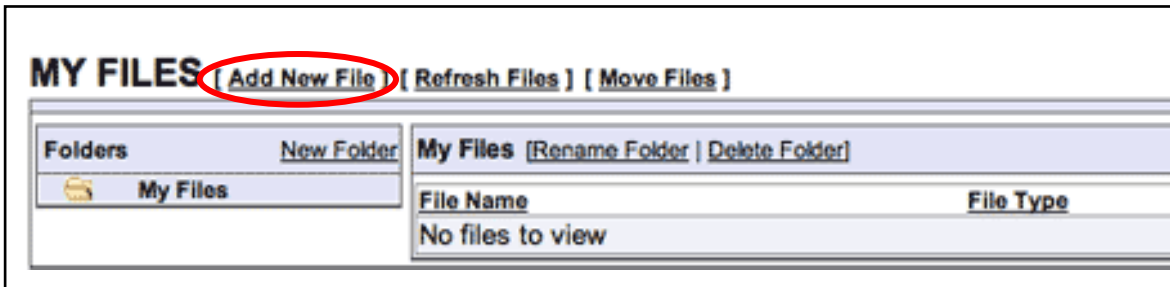 MY FILES [ Add New File ] [ Refresh Files ] [ Move Files ]
Folders New Folder
My Files
My Files [Rename Folder | Delete Folder]
File Name File Type
No files to view